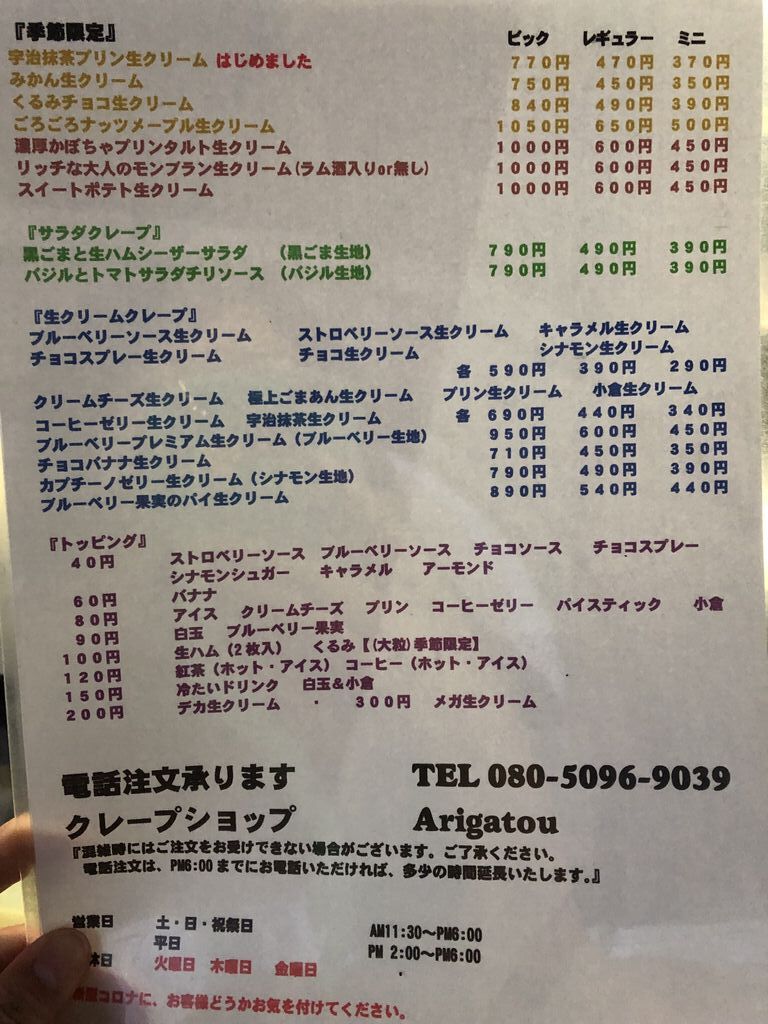 『季節限定』 ビック レギュラー ミニ
宇治抹茶プリン生クリーム はじめました 770円 470円 370円
みかん生クリーム 750円 450円 350円
くるみチョコ生クリーム 840円 490円 390円
ごろごろナッツメープル生クリーム 1050円 650円 500円
濃厚かぼちゃプリンタルト生クリーム 1000円 600円 450円
リッチな大人のモンブラン生クリーム(ラム酒入りor無し) 1000円 600円 450円
スイートポテト生クリーム 1000円 600円 450円
『サラダクレープ』
黒ごまと生ハムシーザーサラダ (黒ごま生地) 790円 490円 390円
バジルとトマトサラダチリソース (バジル生地) 790円 490円 390円
『生クリームクレープ』
ブルーベリーソース生クリーム ストロベリーソース生クリーム キャラメル生クリーム
チョコスプレー生クリーム チョコ生クリーム シナモン生クリーム
各 590円 390円 290円
クリームチーズ生クリーム 極上ごまあん生クリーム プリン生クリーム 小倉生クリーム
コーヒーゼリー生クリーム 宇治抹茶生クリーム 各 690円 440円 340円
ブルーベリープレミアム生クリーム(ブルーベリー生地) 950円 600円 450円
チョコバナナ生クリーム 710円 450円 350円
カプチーノゼリー生クリーム(シナモン生地) 790円 490円 390円
ブルーベリー果実のパイ生クリーム 890円 540円 440円
『トッピング』
40円 ストロベリーソース ブルーベリーソース チョコソース チョコスプレー
シナモンシュガー キャラメル アーモンド
60円 バナナ
80円 アイス クリームチーズ プリン コーヒーゼリー パイスティック 小倉
90円 白玉 ブルーベリー果実
100円 生ハム(2枚入) くるみ【(大粒)季節限定】
120円 紅茶(ホット・アイス) コーヒー(ホット・アイス)
150円 冷たいドリンク 白玉&小倉
200円 デカ生クリーム ・ 300円 メガ生クリーム
電話注文承ります TEL 080-5096-9039
クレープショップ Arigatou
『混雑時にはご注文をお受けできない場合がございます。ご了承ください。
電話注文は、PM6:00までにお電話いただければ、多少の時間延長いたします。』
営業日 土・日・祝祭日 AM11:30～PM6:00
平日 PM 2:00～PM6:00
休日 火曜日 木曜日 金曜日
コロナに、お客様どうかお気を付けてください。